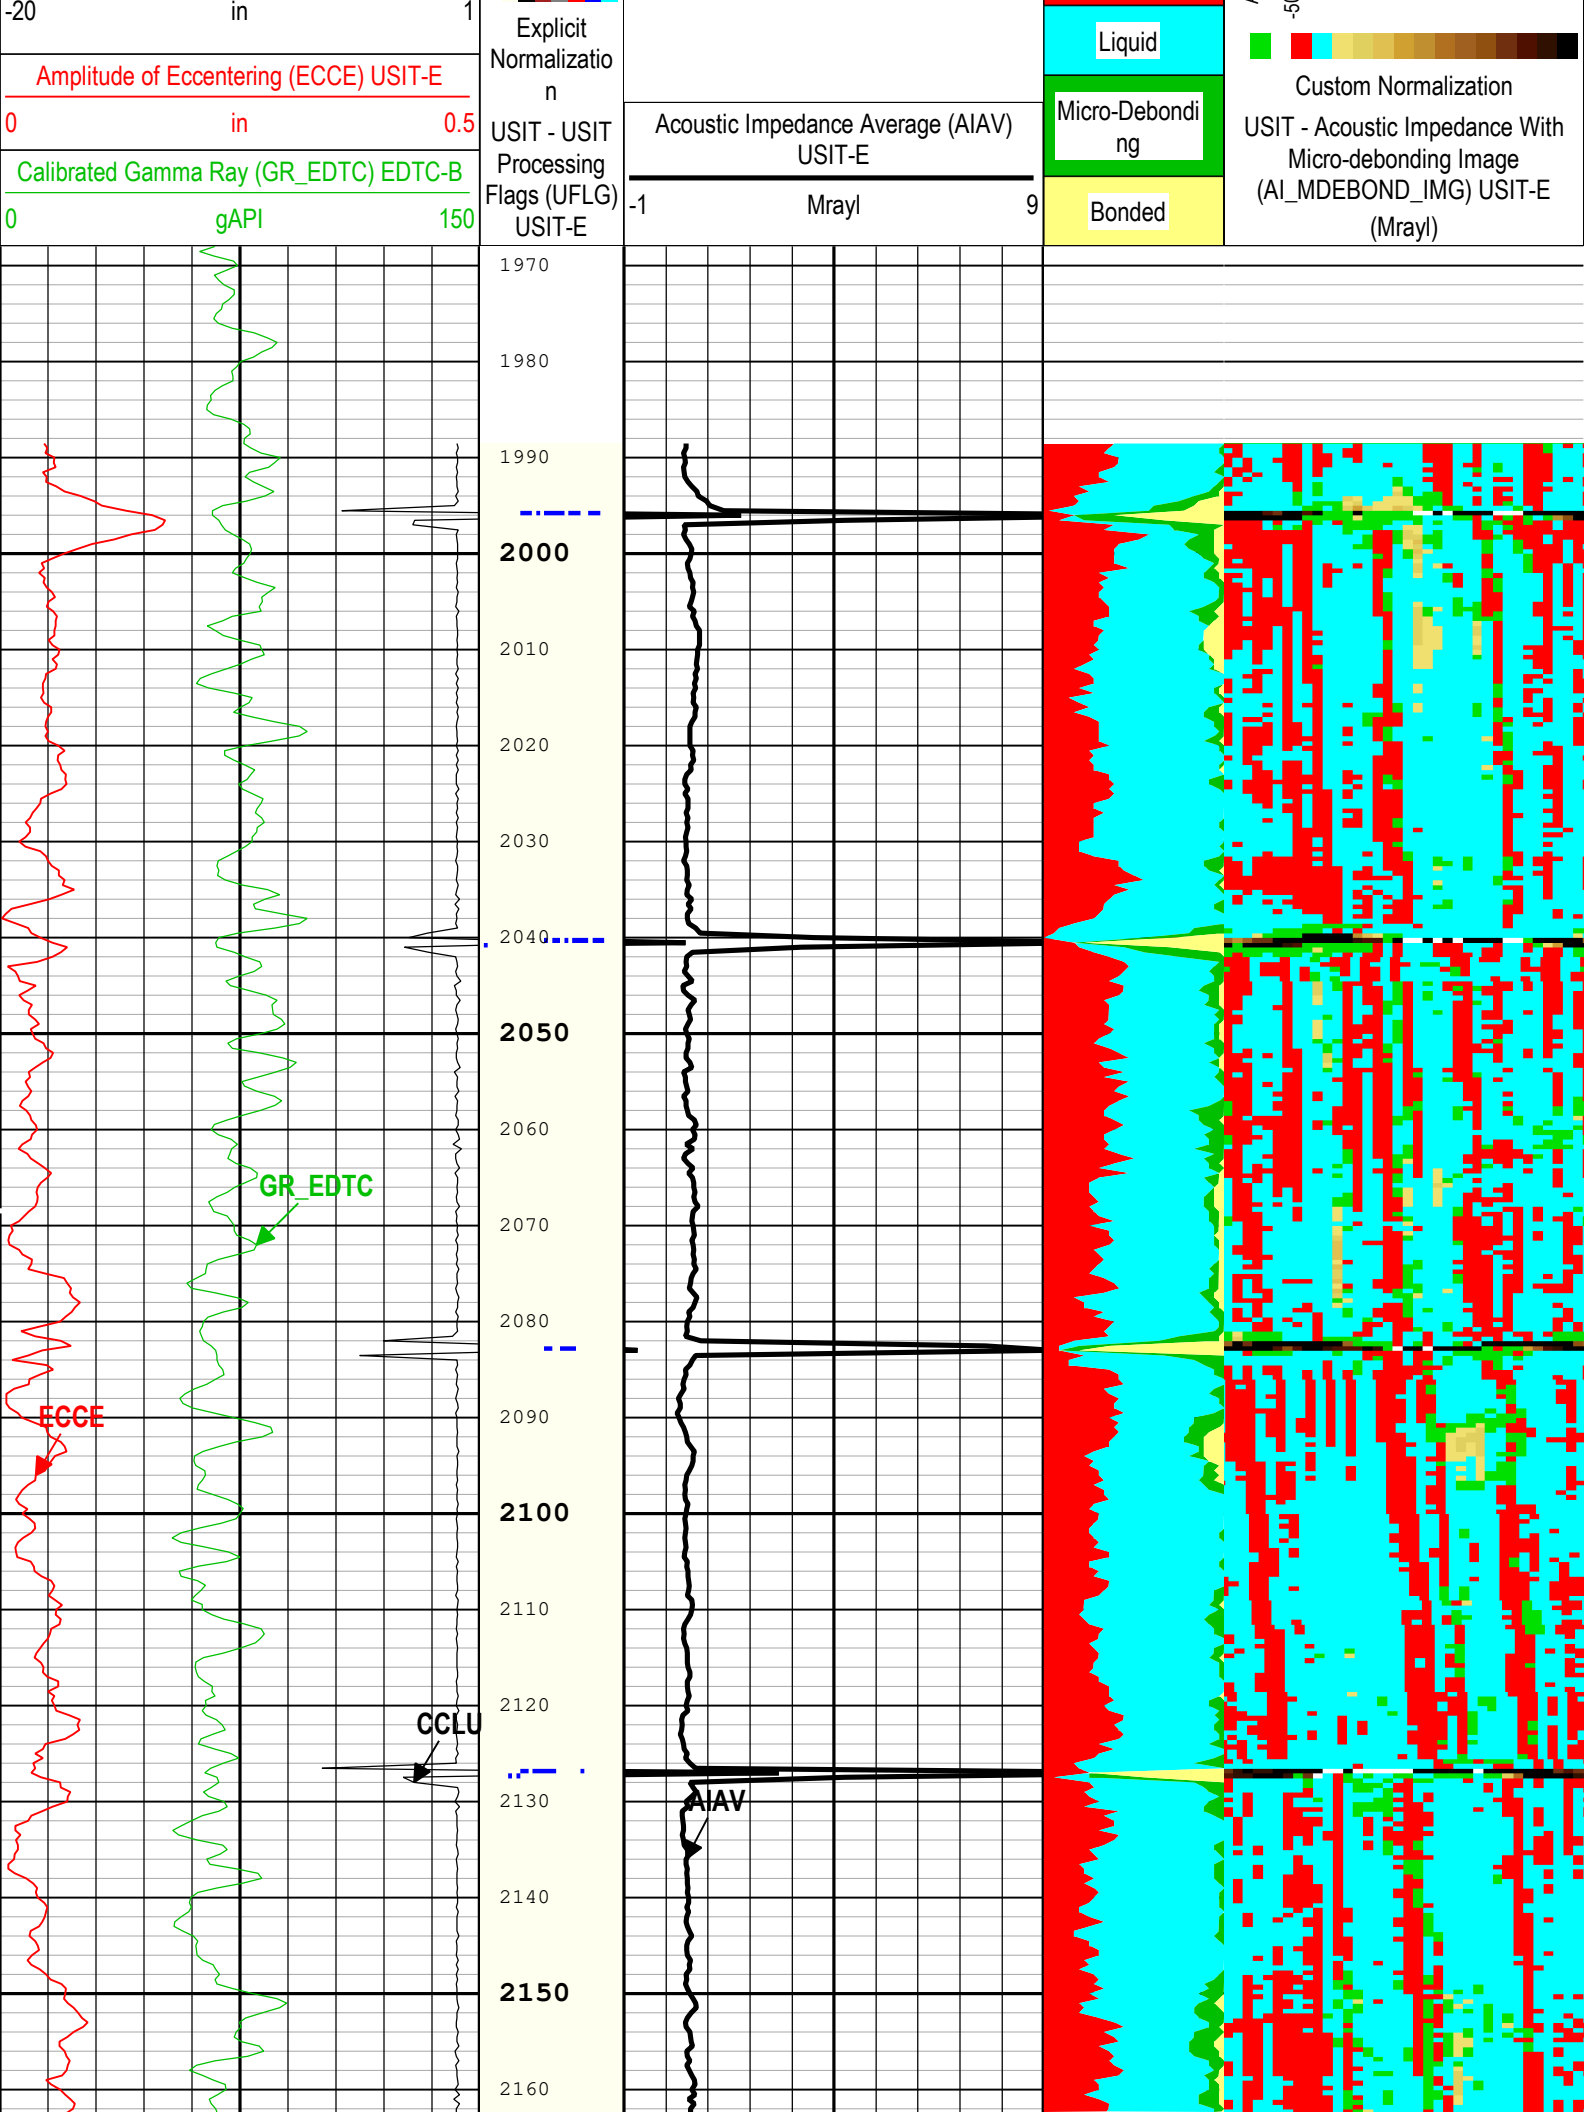 -20 in 1
Amplitude of Eccentering (ECCE) USIT-E
0 in 0.5
Calibrated Gamma Ray (GR_EDTC) EDTC-B
0 gAPI 150
Explicit
Normalizatio
n
USIT - USIT
Processing
Flags (UFLG)
USIT-E
Acoustic Impedance Average (AIAV)
USIT-E
-1 Mrayl 9
Liquid
Micro-Debondi
ng
Bonded
Custom Normalization
USIT - Acoustic Impedance With
Micro-debonding Image
(AI_MDEBOND_IMG) USIT-E
(Mrayl)
1970
1980
1990
2000
2010
2020
2030
2040
2050
2060
GR_EDTC
2070
2080
2090
ECCE
2100
2110
2120
CCLU
2130
AIAV
2140
2150
2160